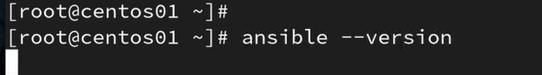 [root@centos01 ~]#
[root@centos01 ~]# ansible --version